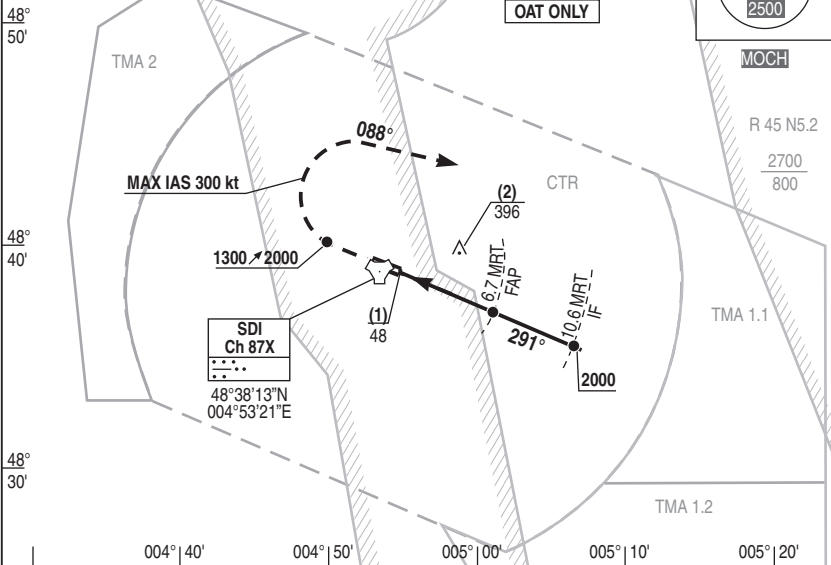 48°
50'
OAT ONLY
2500
MOCH
TMA 2
088°
R 45 N5.2
2700
800
MAX IAS 300 kt
CTR
(2)
396
48°
40'
1300 ➚ 2000
6.7 MRT
FAP
10.6 MRT
IF
(1)
48
291°
TMA 1.1
SDI
Ch 87X
2000
48°38'13"N
004°53'21"E
48°
30'
TMA 1.2
004° 40'
004° 50'
005° 00'
005° 10'
005° 20'